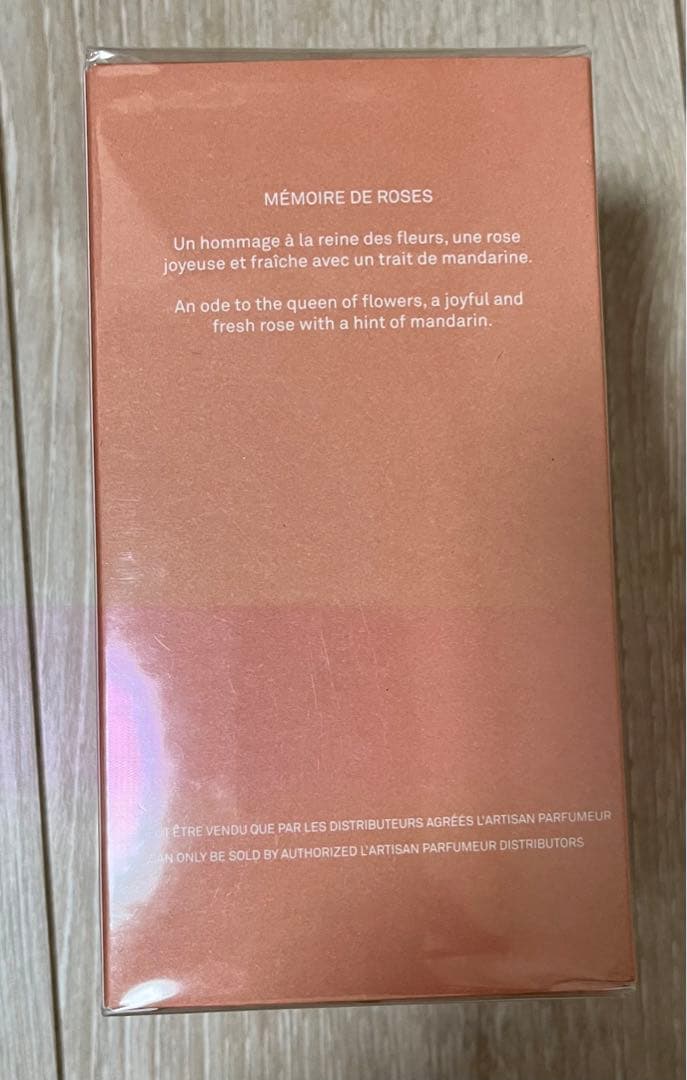 MÉMOIRE DE ROSES
Un hommage à la reine des fleurs, une rose
joyeuse et fraîche avec un trait de mandarine.
An ode to the queen of flowers, a joyful and
fresh rose with a hint of mandarin.
ÊTRE VENDU QUE PAR LES DISTRIBUTEURS AGRÉÉS L'ARTISAN PARFUMEUR
ONLY BE SOLD BY AUTHORIZED L'ARTISAN PARFUMEUR DISTRIBUTORS